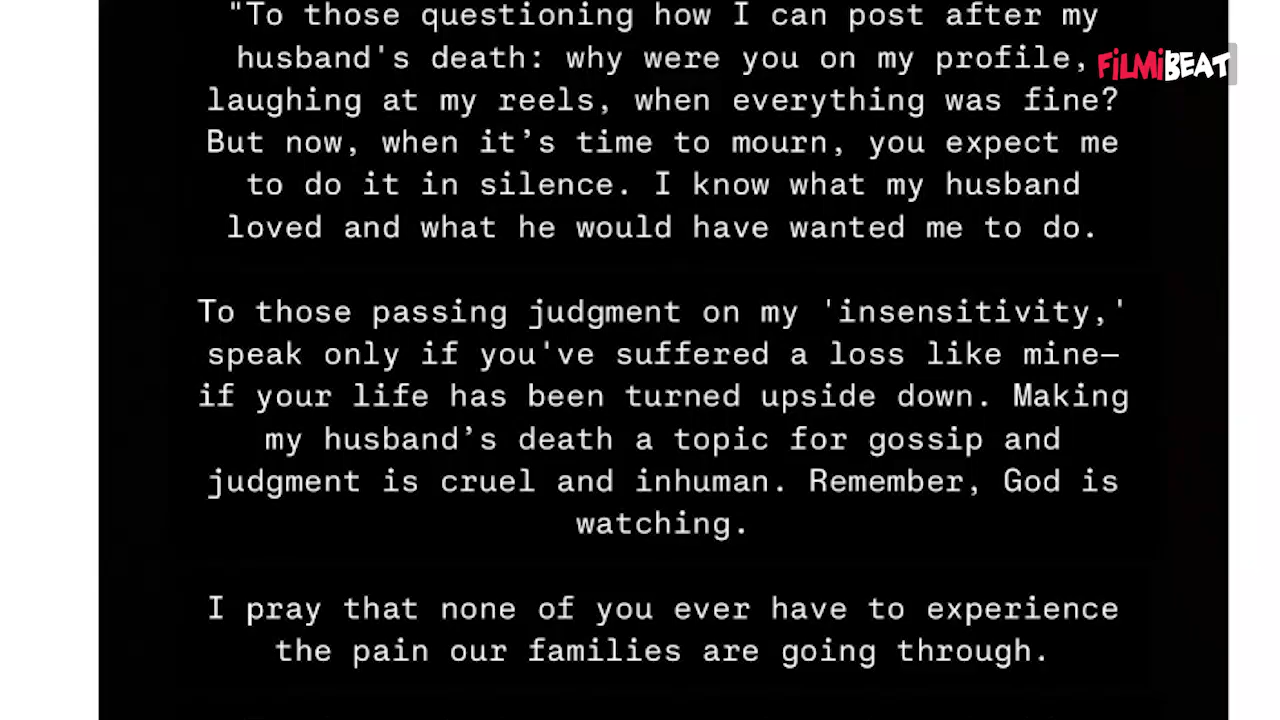 "To those questioning how I can post after my
husband's death: why were you on my profile,
FiLMiBEAT
laughing at my reels, when everything was fine?
But now, when it’s time to mourn, you expect me
to do it in silence. I know what my husband
loved and what he would have wanted me to do.
To those passing judgment on my 'insensitivity,'
speak only if you've suffered a loss like mine—
if your life has been turned upside down. Making
my husband’s death a topic for gossip and
judgment is cruel and inhuman. Remember, God is
watching.
I pray that none of you ever have to experience
the pain our families are going through.